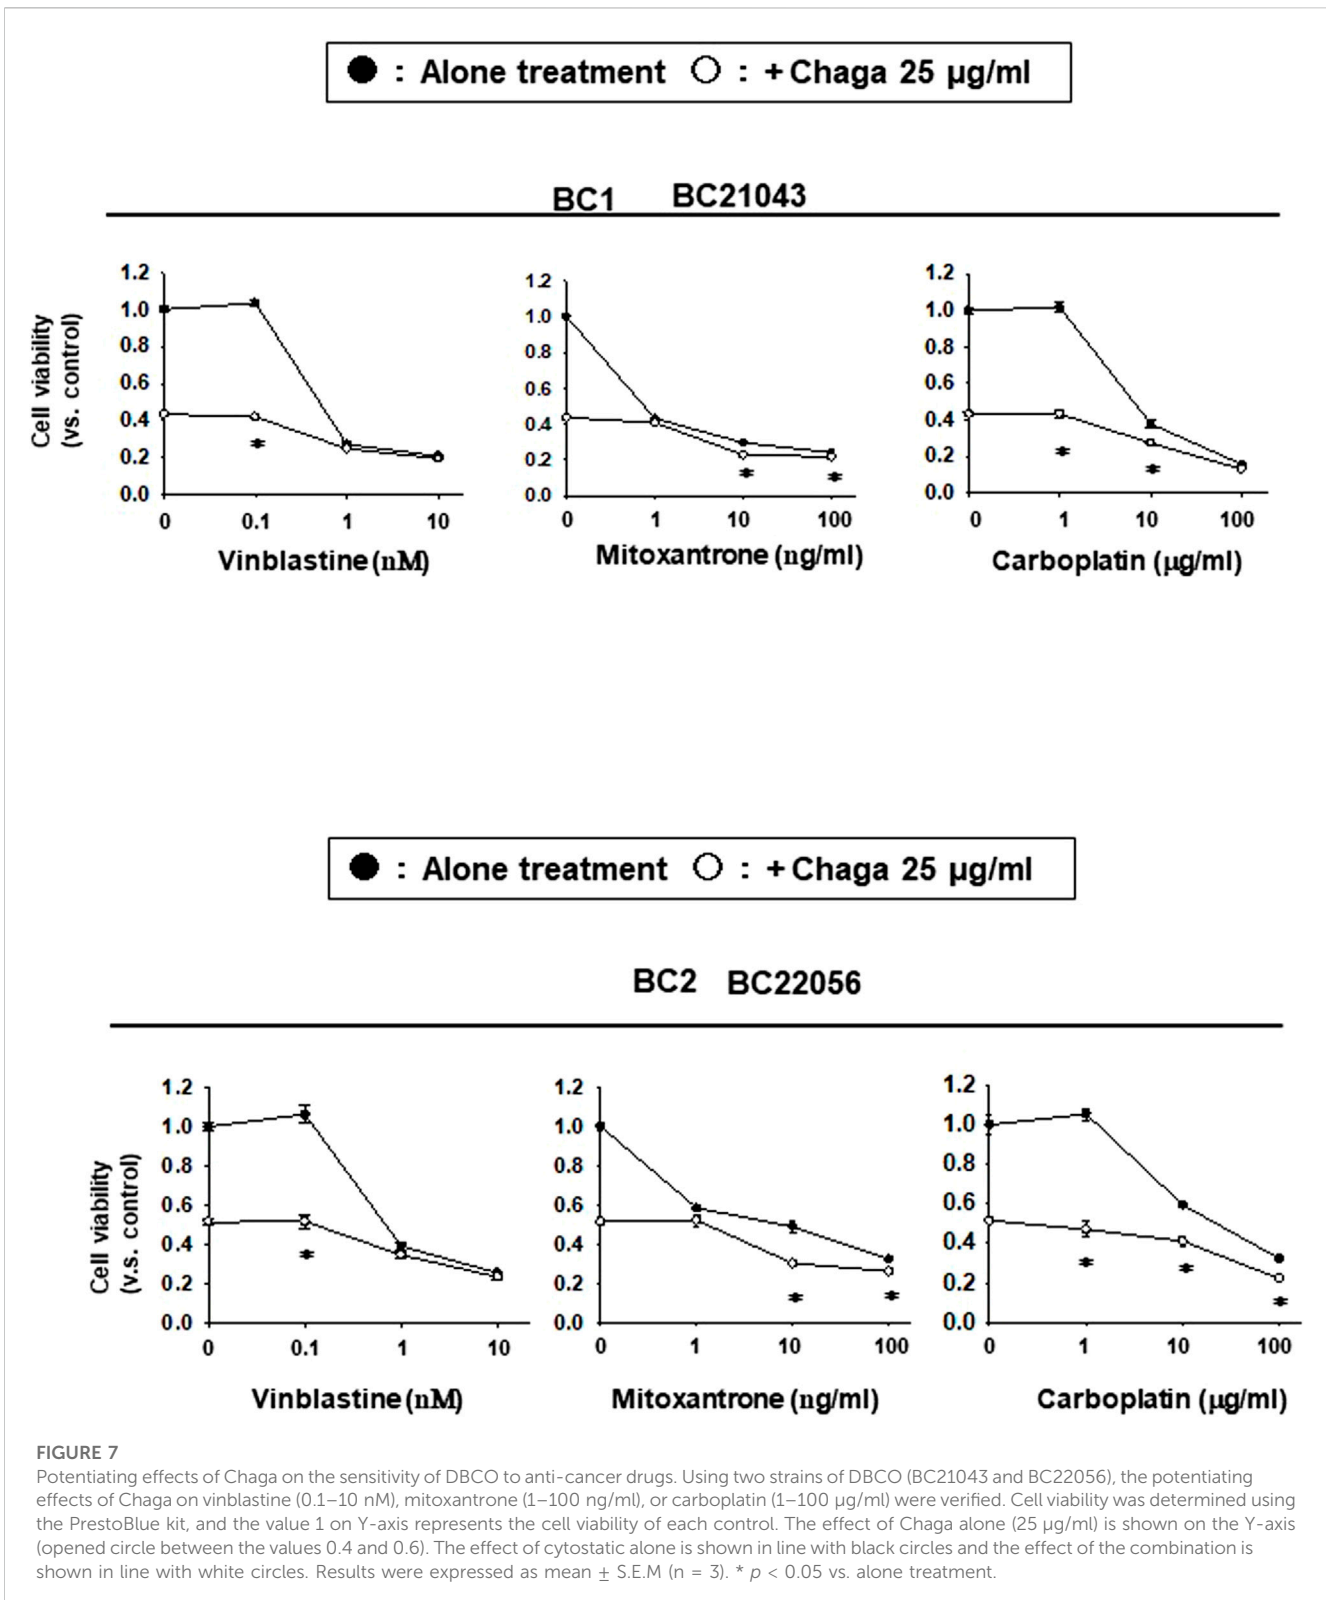 ● : Alone treatment ○ : + Chaga 25 µg/ml
BC1 BC21043
Cell viability
(vs. control)
1.2
1.0
0.8
0.6
0.4
0.2
0.0
*
0 0.1 1 10
Vinblastine (nM)
1.2
1.0
0.8
0.6
0.4
0.2
0.0
* *
0 1 10 100
Mitoxantrone (ng/ml)
1.2
1.0
0.8
0.6
0.4
0.2
0.0
* *
0 1 10 100
Carboplatin (µg/ml)
● : Alone treatment ○ : + Chaga 25 µg/ml
BC2 BC22056
Cell viability
(v.s. control)
1.2
1.0
0.8
0.6
0.4
0.2
0.0
*
0 0.1 1 10
Vinblastine (nM)
1.2
1.0
0.8
0.6
0.4
0.2
0.0
* *
0 1 10 100
Mitoxantrone (ng/ml)
1.2
1.0
0.8
0.6
0.4
0.2
0.0
* * *
0 1 10 100
Carboplatin (µg/ml)
FIGURE 7
Potentiating effects of Chaga on the sensitivity of DBCO to anti-cancer drugs. Using two strains of DBCO (BC21043 and BC22056), the potentiating
effects of Chaga on vinblastine (0.1–10 nM), mitoxantrone (1–100 ng/ml), or carboplatin (1–100 µg/ml) were verified. Cell viability was determined using
the PrestoBlue kit, and the value 1 on Y-axis represents the cell viability of each control. The effect of Chaga alone (25 µg/ml) is shown on the Y-axis
(opened circle between the values 0.4 and 0.6). The effect of cytostatic alone is shown in line with black circles and the effect of the combination is
shown in line with white circles. Results were expressed as mean ± S.E.M (n = 3). * p < 0.05 vs. alone treatment.